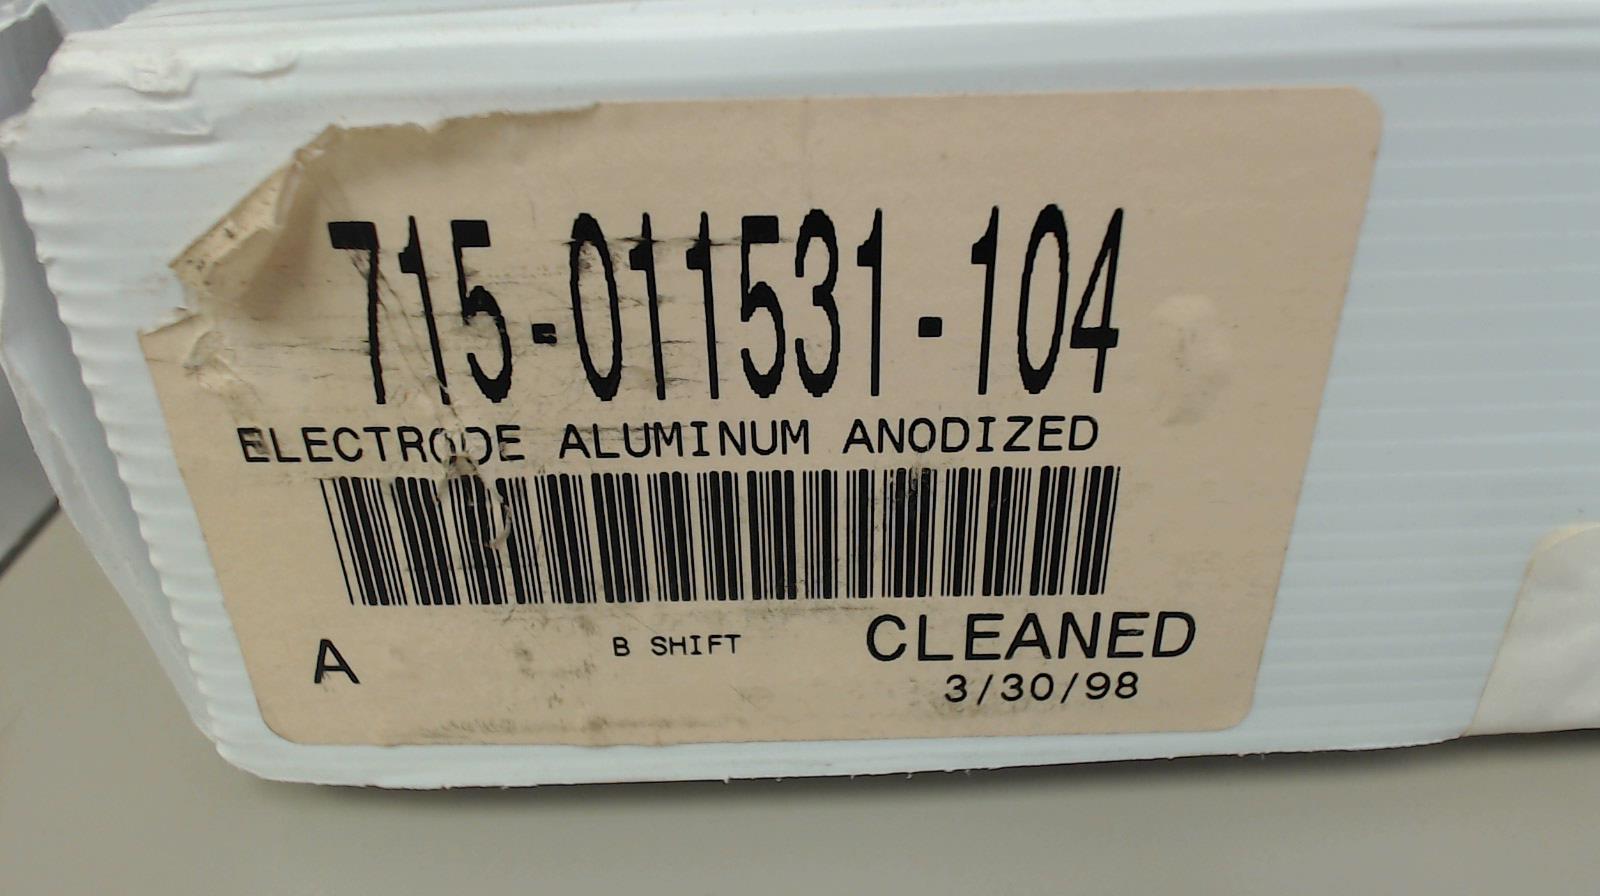 715-011531-104
ELECTRODE ALUMINUM ANODIZED
A B SHIFT CLEANED
3/30/98